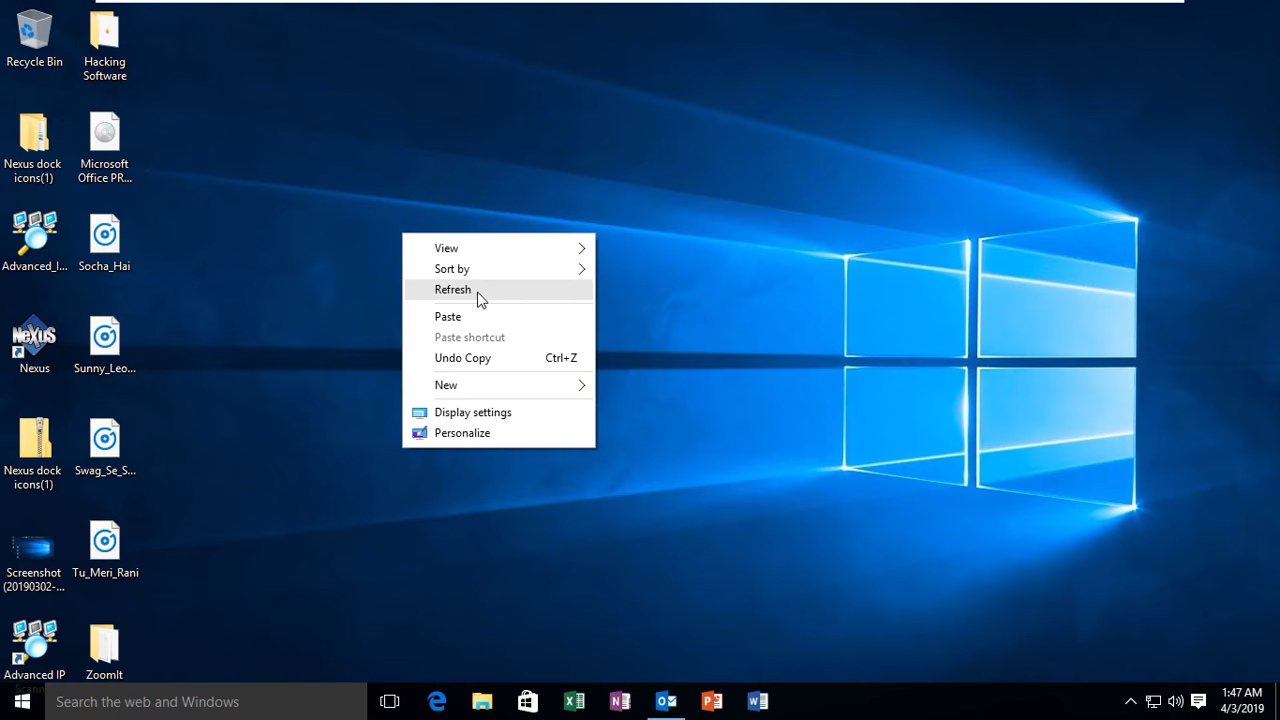 Recycle Bin
Hacking
Software
Nexus dock
icons(1)
Microsoft
Office PR...
Advanced_I...
Socha_Hai
NeXuS
Nexus
Sunny_Leo...
Nexus dock
icons(1)
Swag_Se_S...
Screenshot
(20190302-...
Tu_Meri_Rani
Advanced IP
ZoomIt
View
Sort by
Refresh
Paste
Paste shortcut
Undo Copy Ctrl+Z
New
Display settings
Personalize
Search the web and Windows
1:47 AM
4/3/2019